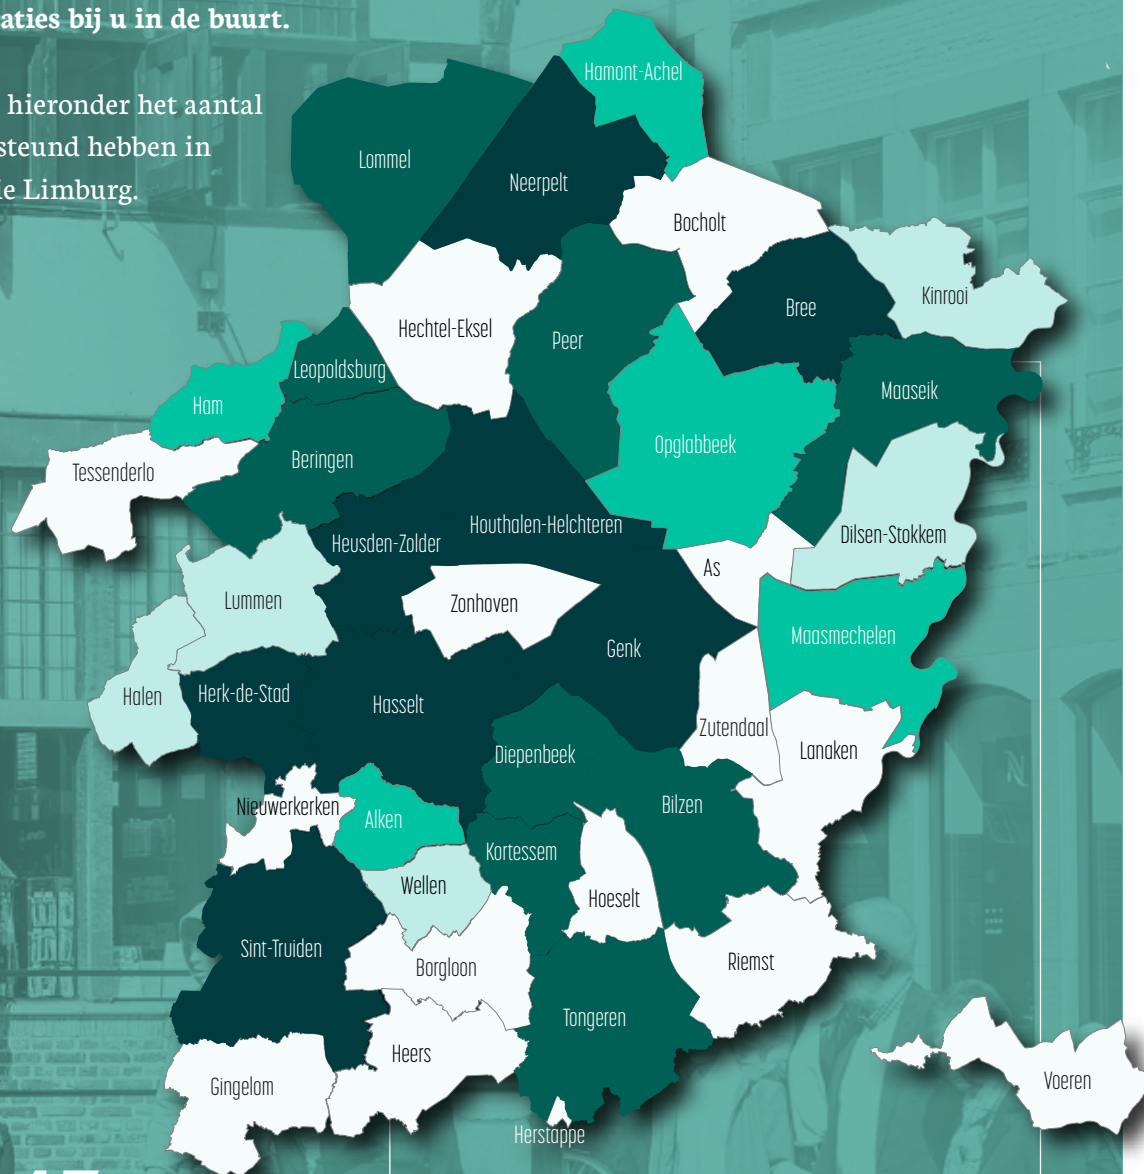 aties bij u in de buurt.
hieronder het aantal
steund hebben in
ie Limburg.
Hamont-Achel
Lommel
Neerpelt
Bocholt
Kinrooi
Bree
Hechtel-Eksel
Peer
Leopoldsburg
Maaseik
Ham
Opglabbeek
Beringen
Tessenderlo
Houthalen-Helchteren
Dilsen-Stokkem
Heusden-Zolder
As
Lummen
Zonhoven
Maasmechelen
Genk
Halen
Herk-de-Stad
Hasselt
Zutendaal
Lanaken
Diepenbeek
Nieuwerkerken
Bilzen
Alken
Kortessem
Wellen
Hoeselt
Sint-Truiden
Riemst
Borgloon
Tongeren
Heers
Voeren
Gingelom
Herstappe